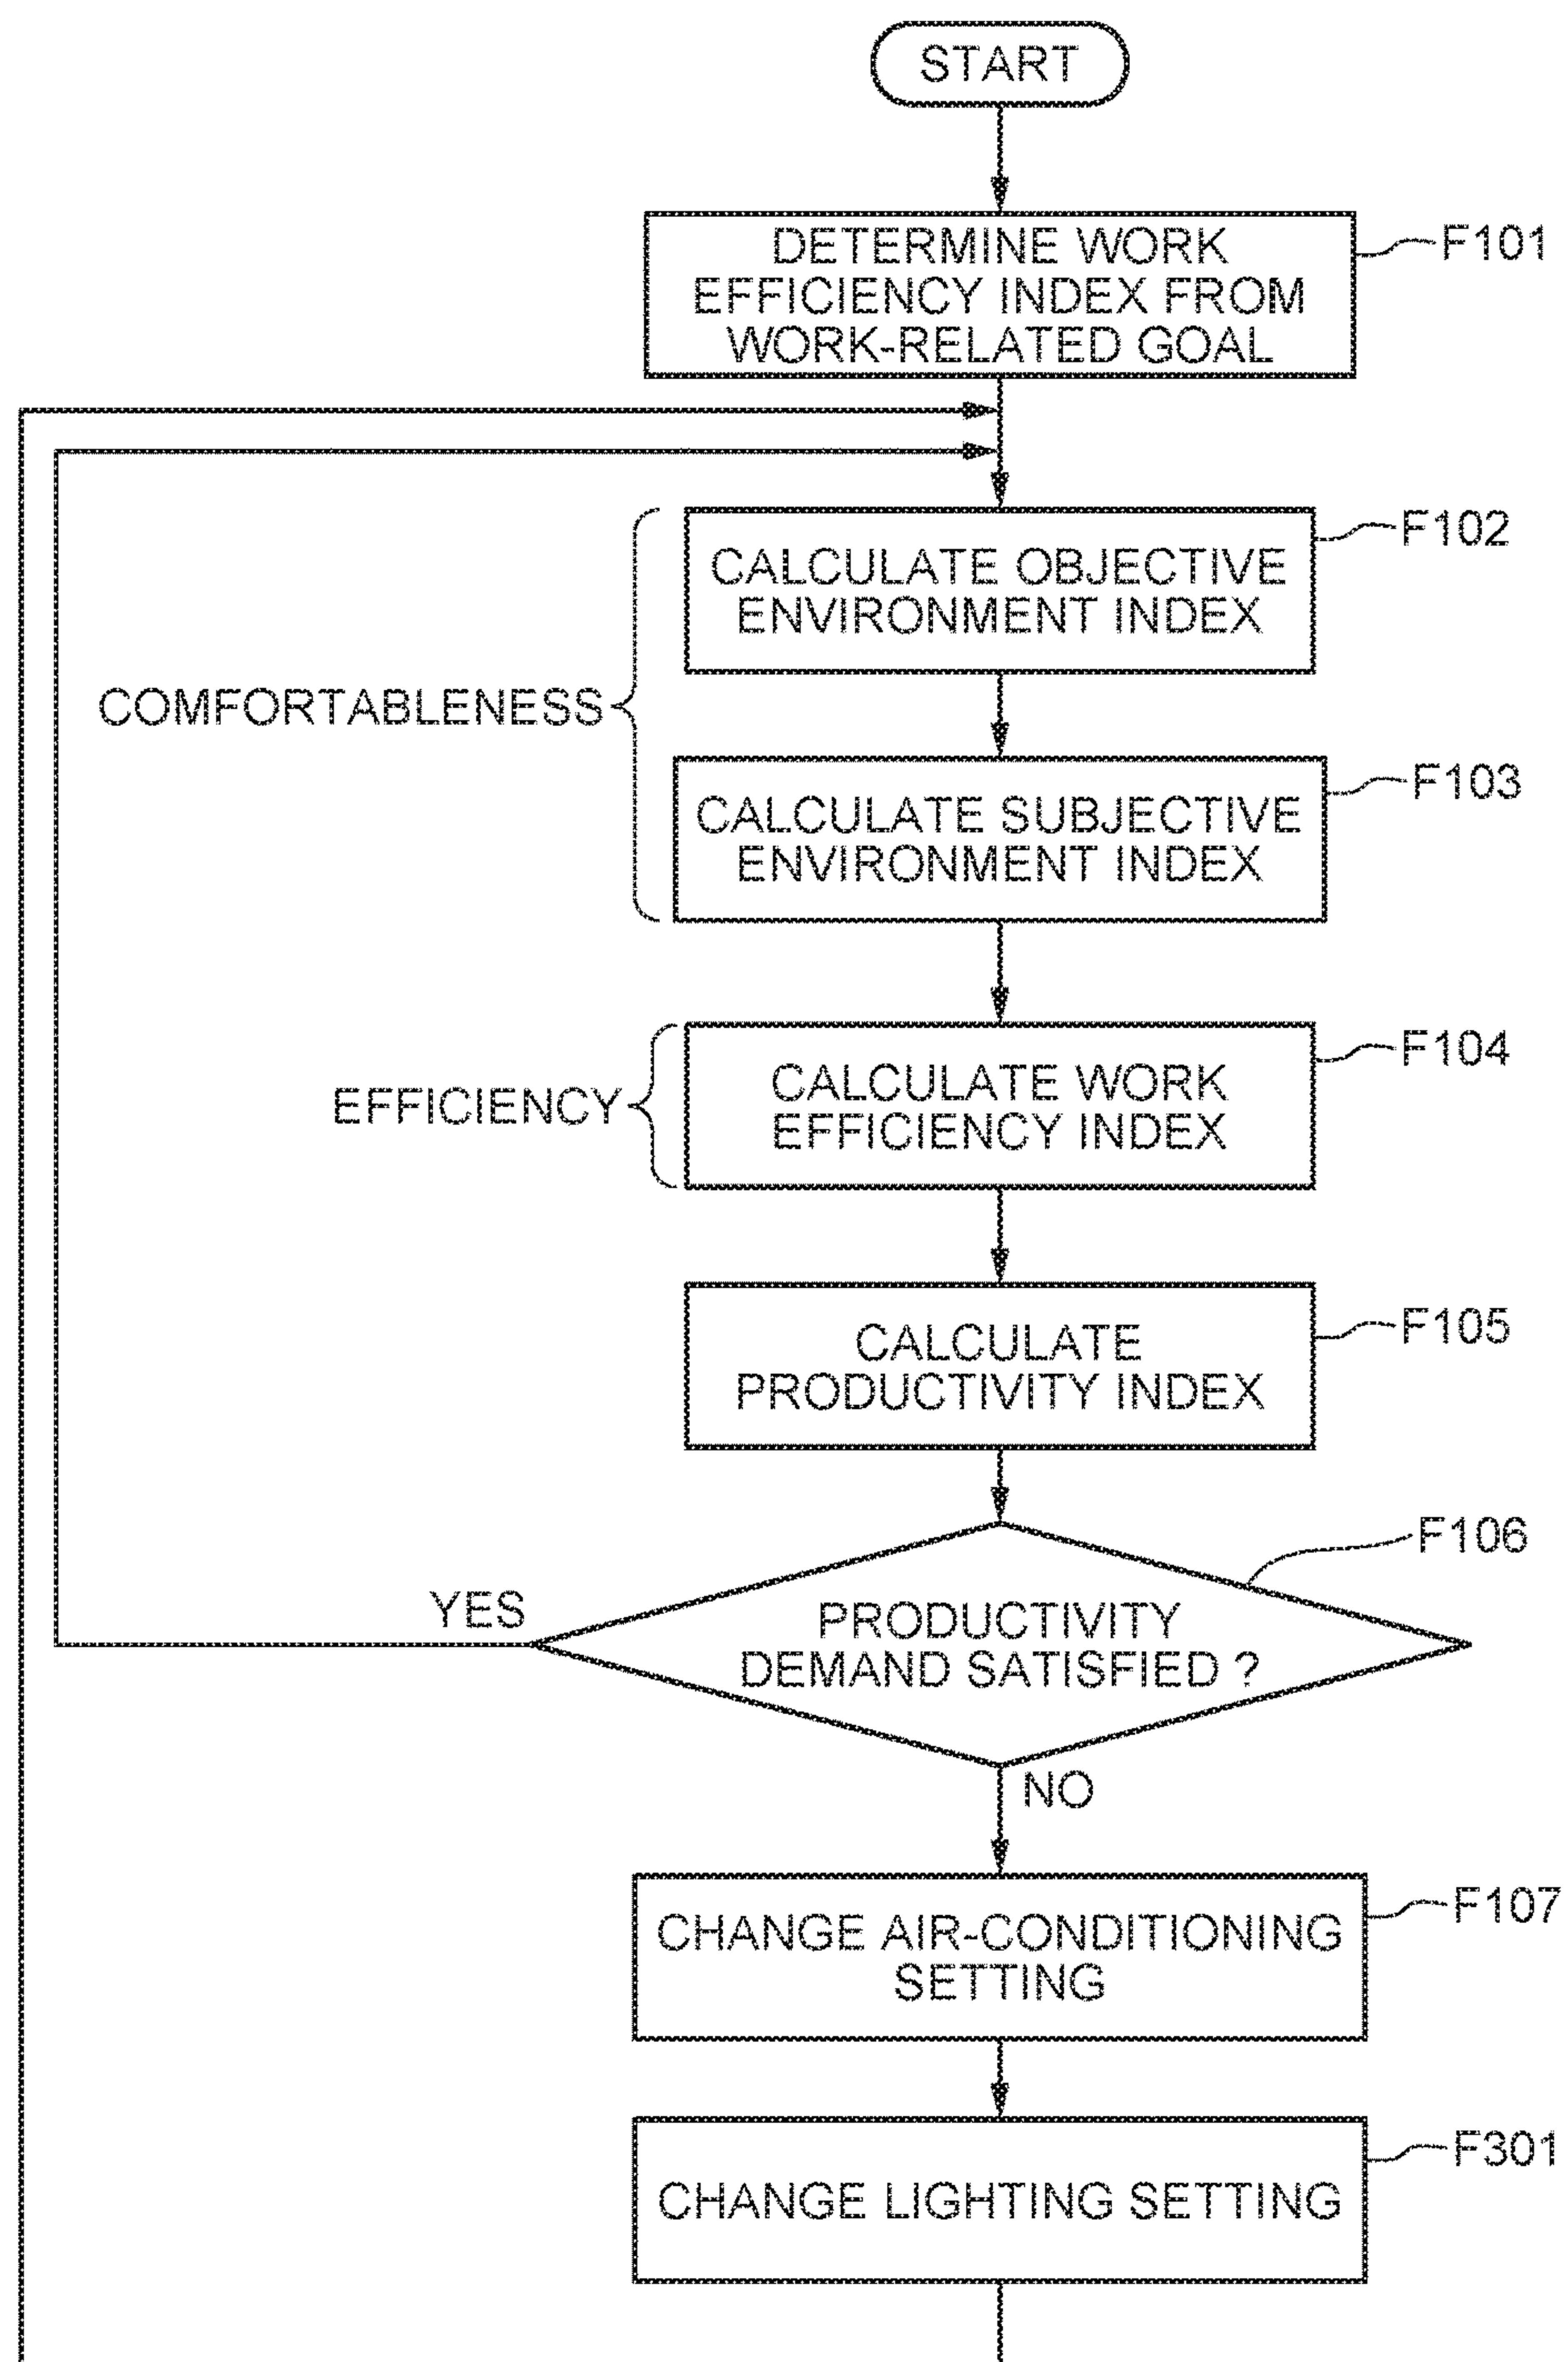 START
DETERMINE WORK
EFFICIENCY INDEX FROM
WORK-RELATED GOAL
F101
CALCULATE OBJECTIVE
ENVIRONMENT INDEX
F102
COMFORTABLENESS
CALCULATE SUBJECTIVE
ENVIRONMENT INDEX
F103
EFFICIENCY
CALCULATE WORK
EFFICIENCY INDEX
F104
CALCULATE
PRODUCTIVITY INDEX
F105
F106
YES
PRODUCTIVITY
DEMAND SATISFIED ?
NO
CHANGE AIR-CONDITIONING
SETTING
F107
CHANGE LIGHTING SETTING
F301